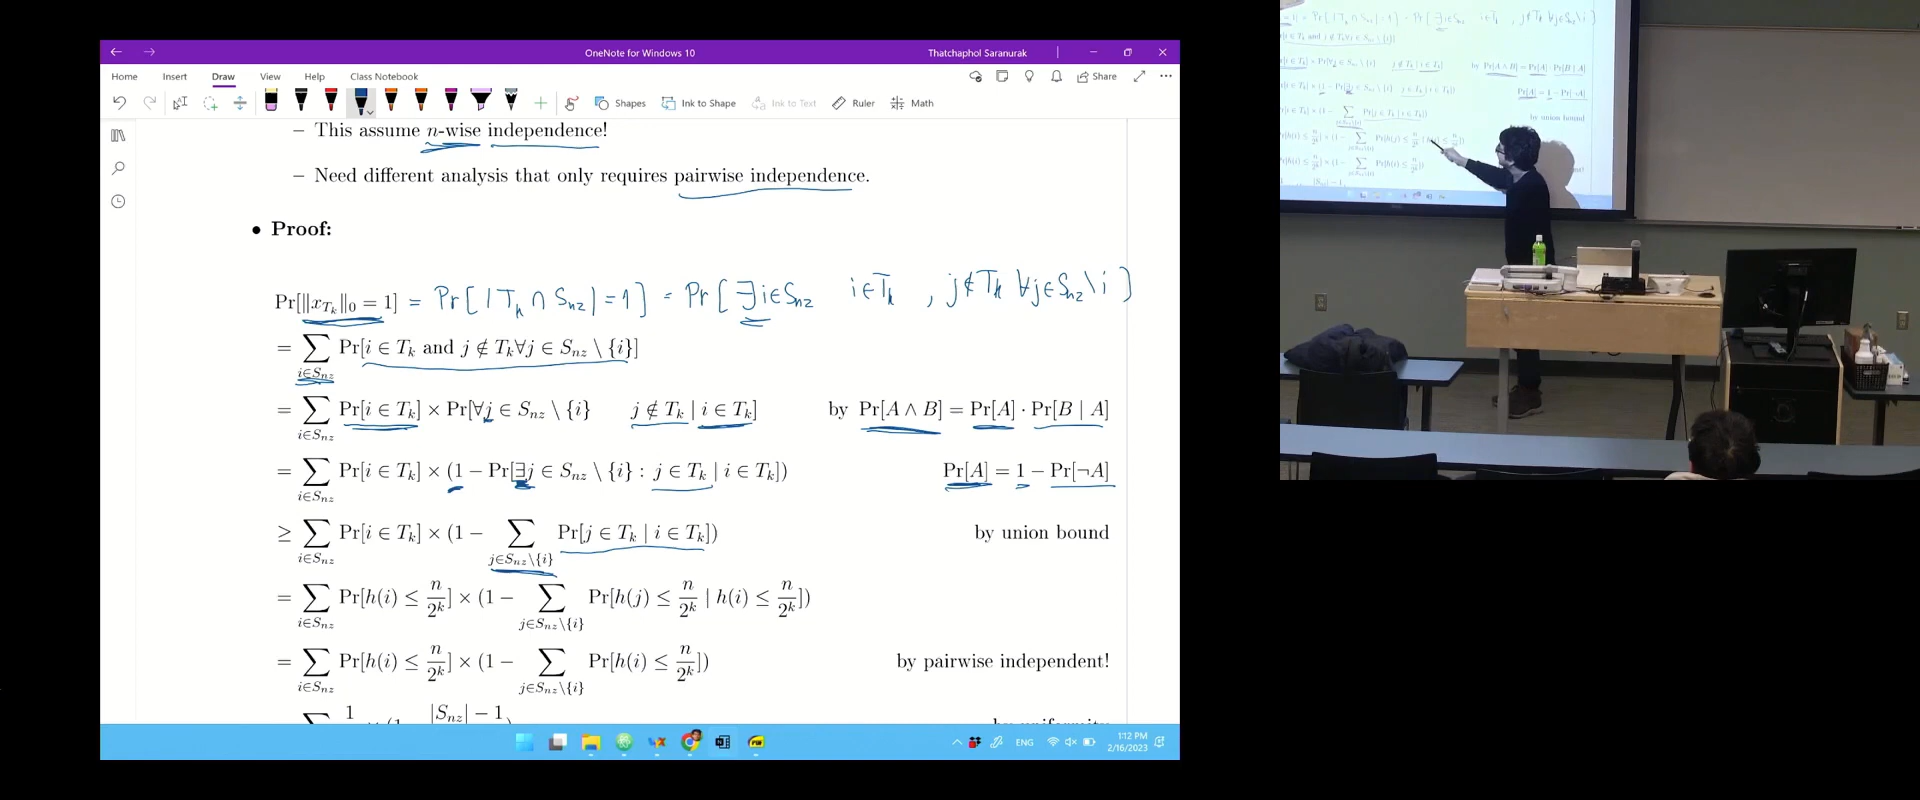 OneNote for Windows 10
Thatchaphol Saranurak
Home Insert Draw View Help Class Notebook
Share
Shapes Ink to Shape Ink to Text Ruler Math
– This assume n-wise independence!
– Need different analysis that only requires pairwise independence.
• Proof:
Pr[‖x_{T_k}‖_0 = 1] = Pr[ |T_k ∩ S_{nz}| = 1 ] = Pr[ ∃i∈S_{nz} i∈T_k , j∉T_k ∀j∈S_{nz}\i ]
= ∑_{i∈S_{nz}} Pr[i ∈ T_k and j ∉ T_k∀j ∈ S_{nz} \ {i}]
= ∑_{i∈S_{nz}} Pr[i ∈ T_k] × Pr[∀j ∈ S_{nz} \ {i} j ∉ T_k | i ∈ T_k] by Pr[A ∧ B] = Pr[A] · Pr[B | A]
= ∑_{i∈S_{nz}} Pr[i ∈ T_k] × (1 − Pr[∃j ∈ S_{nz} \ {i} : j ∈ T_k | i ∈ T_k]) Pr[A] = 1 − Pr[¬A]
≥ ∑_{i∈S_{nz}} Pr[i ∈ T_k] × (1 − ∑_{j∈S_{nz}\{i}} Pr[j ∈ T_k | i ∈ T_k]) by union bound
= ∑_{i∈S_{nz}} Pr[h(i) ≤ n/2^k] × (1 − ∑_{j∈S_{nz}\{i}} Pr[h(j) ≤ n/2^k | h(i) ≤ n/2^k])
= ∑_{i∈S_{nz}} Pr[h(i) ≤ n/2^k] × (1 − ∑_{j∈S_{nz}\{i}} Pr[h(i) ≤ n/2^k]) by pairwise independent!
1 |S_{nz}| − 1
by uniformity
ENG
1:12 PM
2/16/2023